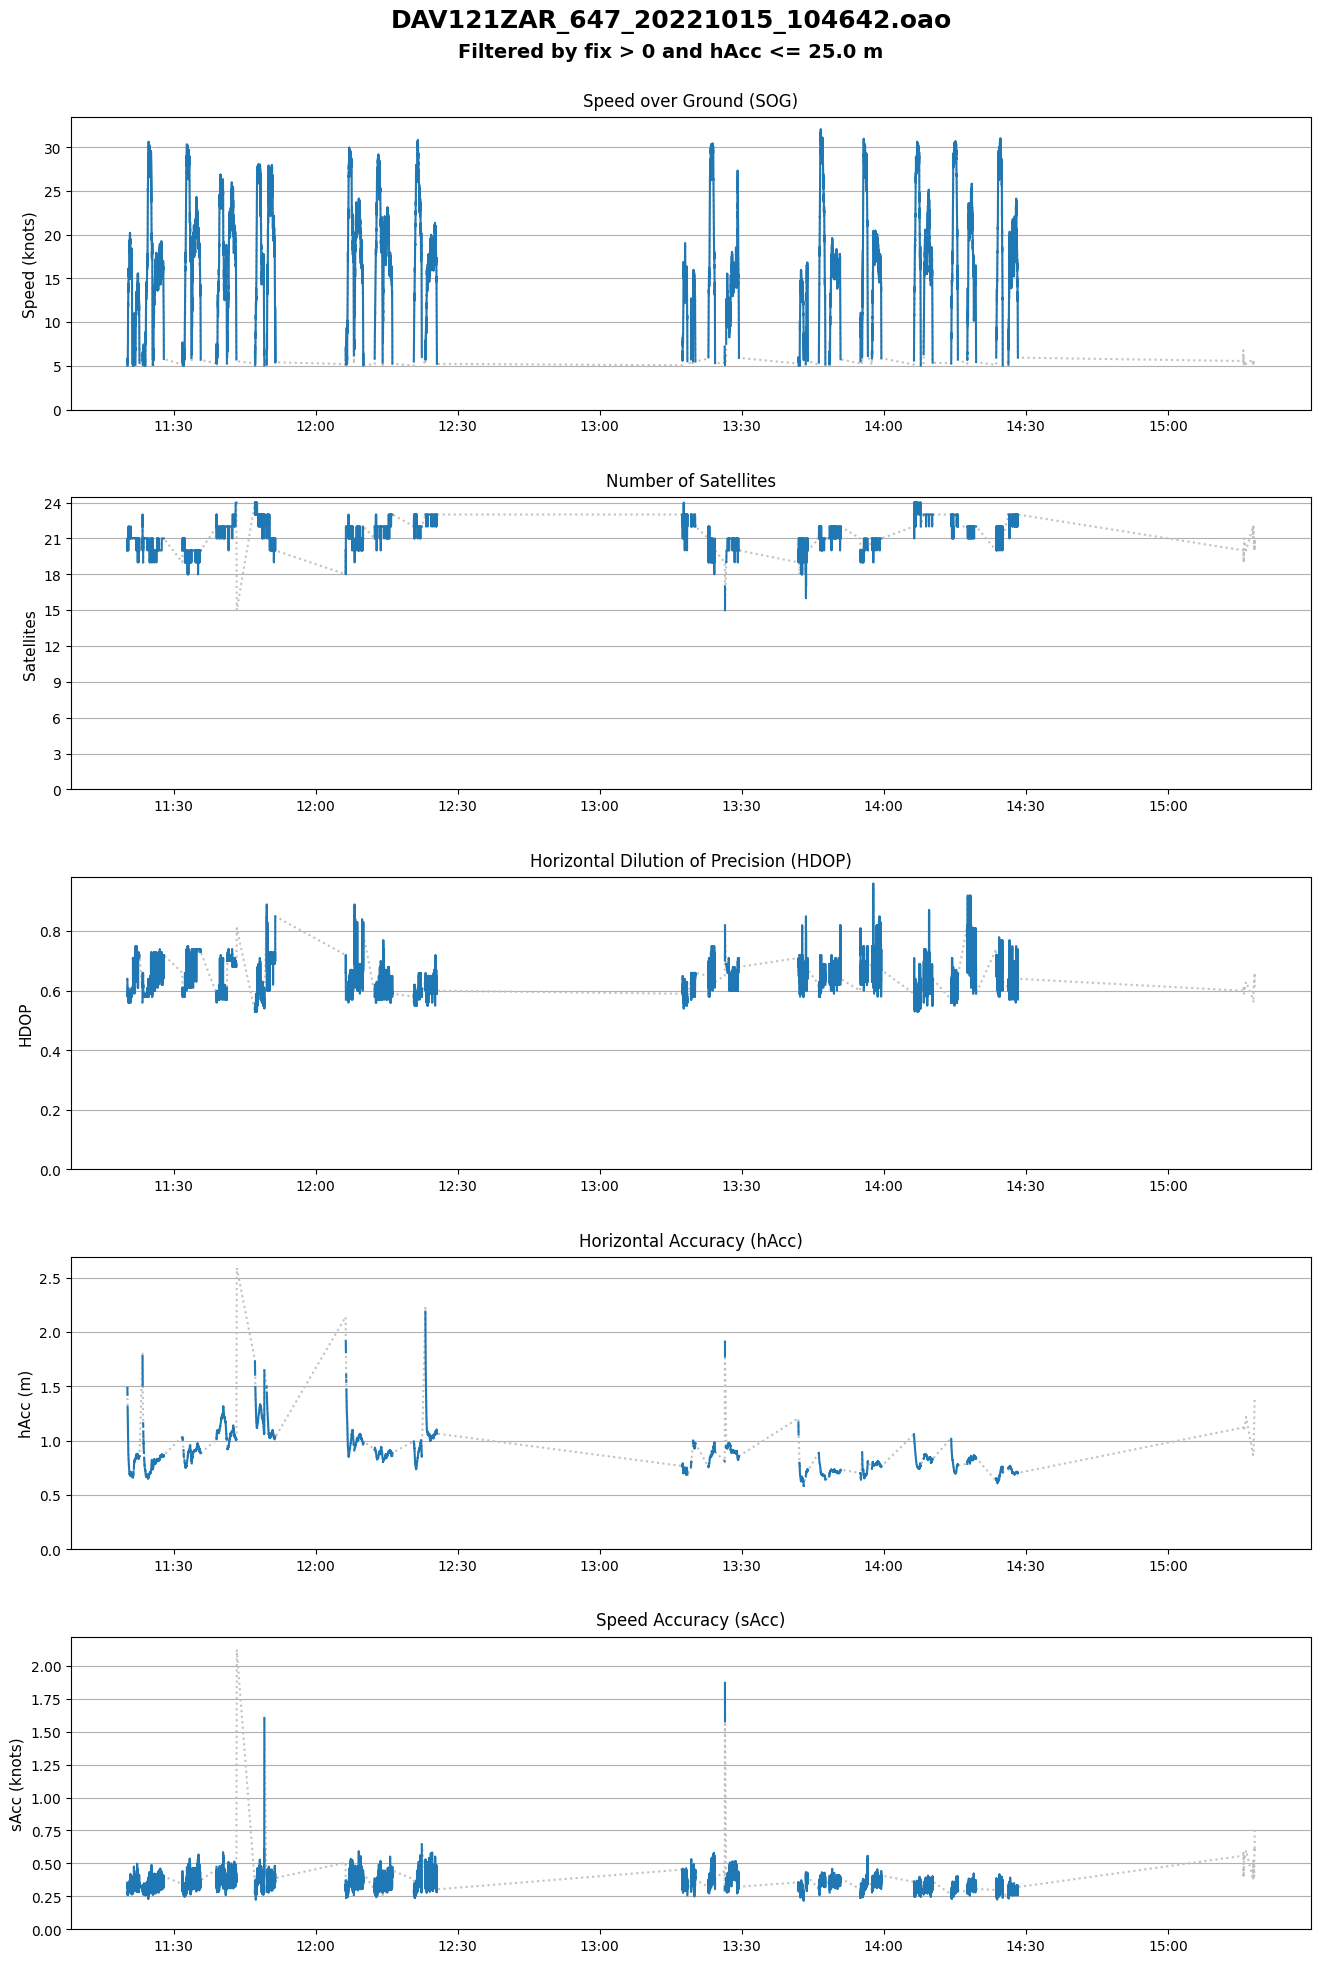 DAV121ZAR_647_20221015_104642.oao
Filtered by fix > 0 and hAcc <= 25.0 m
Speed over Ground (SOG)
Speed (knots)
30
25
20
15
10
5
0
11:30 12:00 12:30 13:00 13:30 14:00 14:30 15:00
Number of Satellites
Satellites
24
21
18
15
12
9
6
3
0
11:30 12:00 12:30 13:00 13:30 14:00 14:30 15:00
Horizontal Dilution of Precision (HDOP)
HDOP
0.8
0.6
0.4
0.2
0.0
11:30 12:00 12:30 13:00 13:30 14:00 14:30 15:00
Horizontal Accuracy (hAcc)
hAcc (m)
2.5
2.0
1.5
1.0
0.5
0.0
11:30 12:00 12:30 13:00 13:30 14:00 14:30 15:00
Speed Accuracy (sAcc)
sAcc (knots)
2.00
1.75
1.50
1.25
1.00
0.75
0.50
0.25
0.00
11:30 12:00 12:30 13:00 13:30 14:00 14:30 15:00